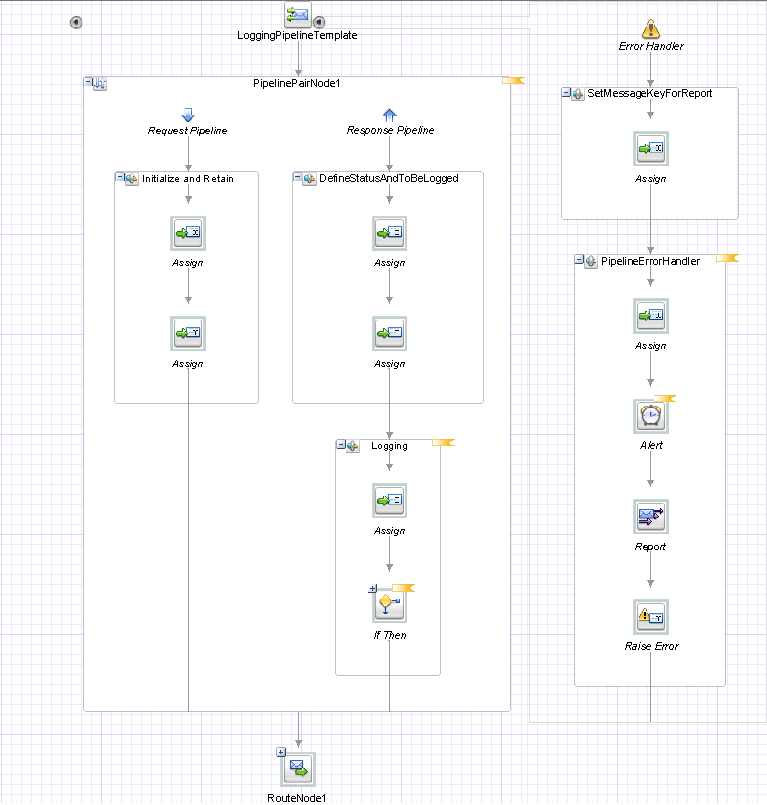 LoggingPipelineTemplate
PipelinePairNode1
Request Pipeline
Initialize and Retain
Assign
Assign
Response Pipeline
DefineStatusAndToBeLogged
Assign
Assign
Logging
Assign
If Then
RouteNode1
Error Handler
SetMessageKeyForReport
Assign
PipelineErrorHandler
Assign
Alert
Report
Raise Error